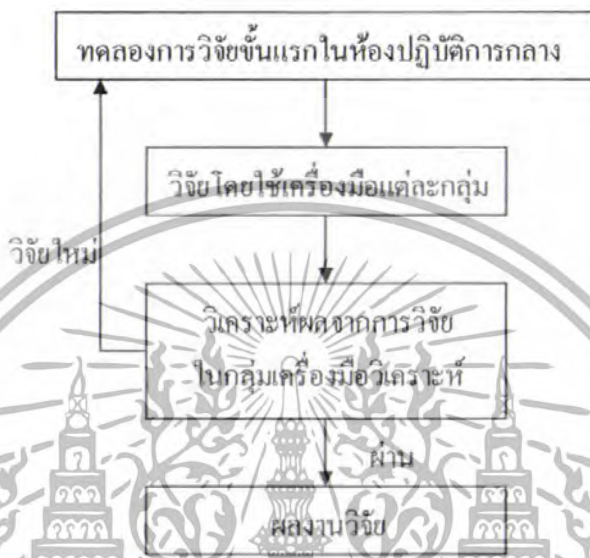 ทดลองการวิจัยขั้นแรกในห้องปฏิบัติการกลาง
วิจัยโดยใช้เครื่องมือแต่ละกลุ่ม
วิจัยใหม่
วิเคราะห์ผลจากการวิจัย
ในกลุ่มเครื่องมือวิเคราะห์
ผ่าน
ผลงานวิจัย